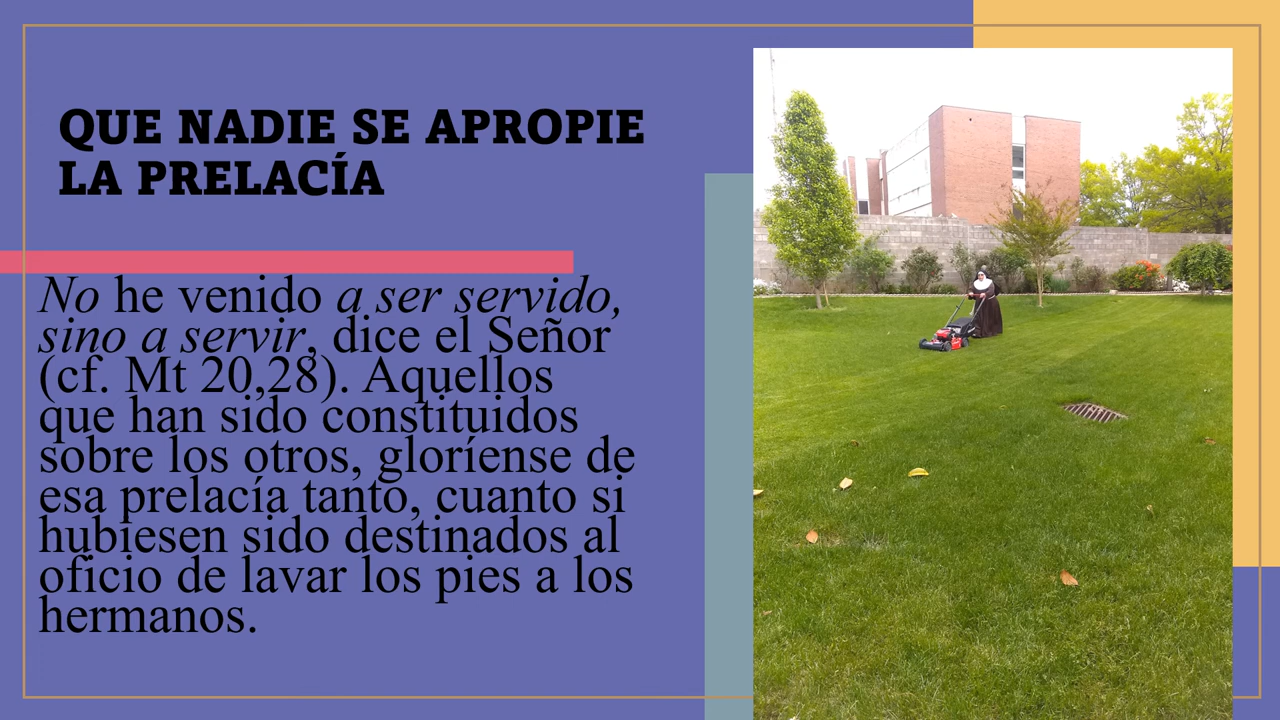 QUE NADIE SE APROPIE
LA PRELACÍA
No he venido a ser servido,
sino a servir, dice el Señor
(cf. Mt 20,28). Aquellos
que han sido constituidos
sobre los otros, gloríense de
esa prelacía tanto, cuanto si
hubiesen sido destinados al
oficio de lavar los pies a los
hermanos.